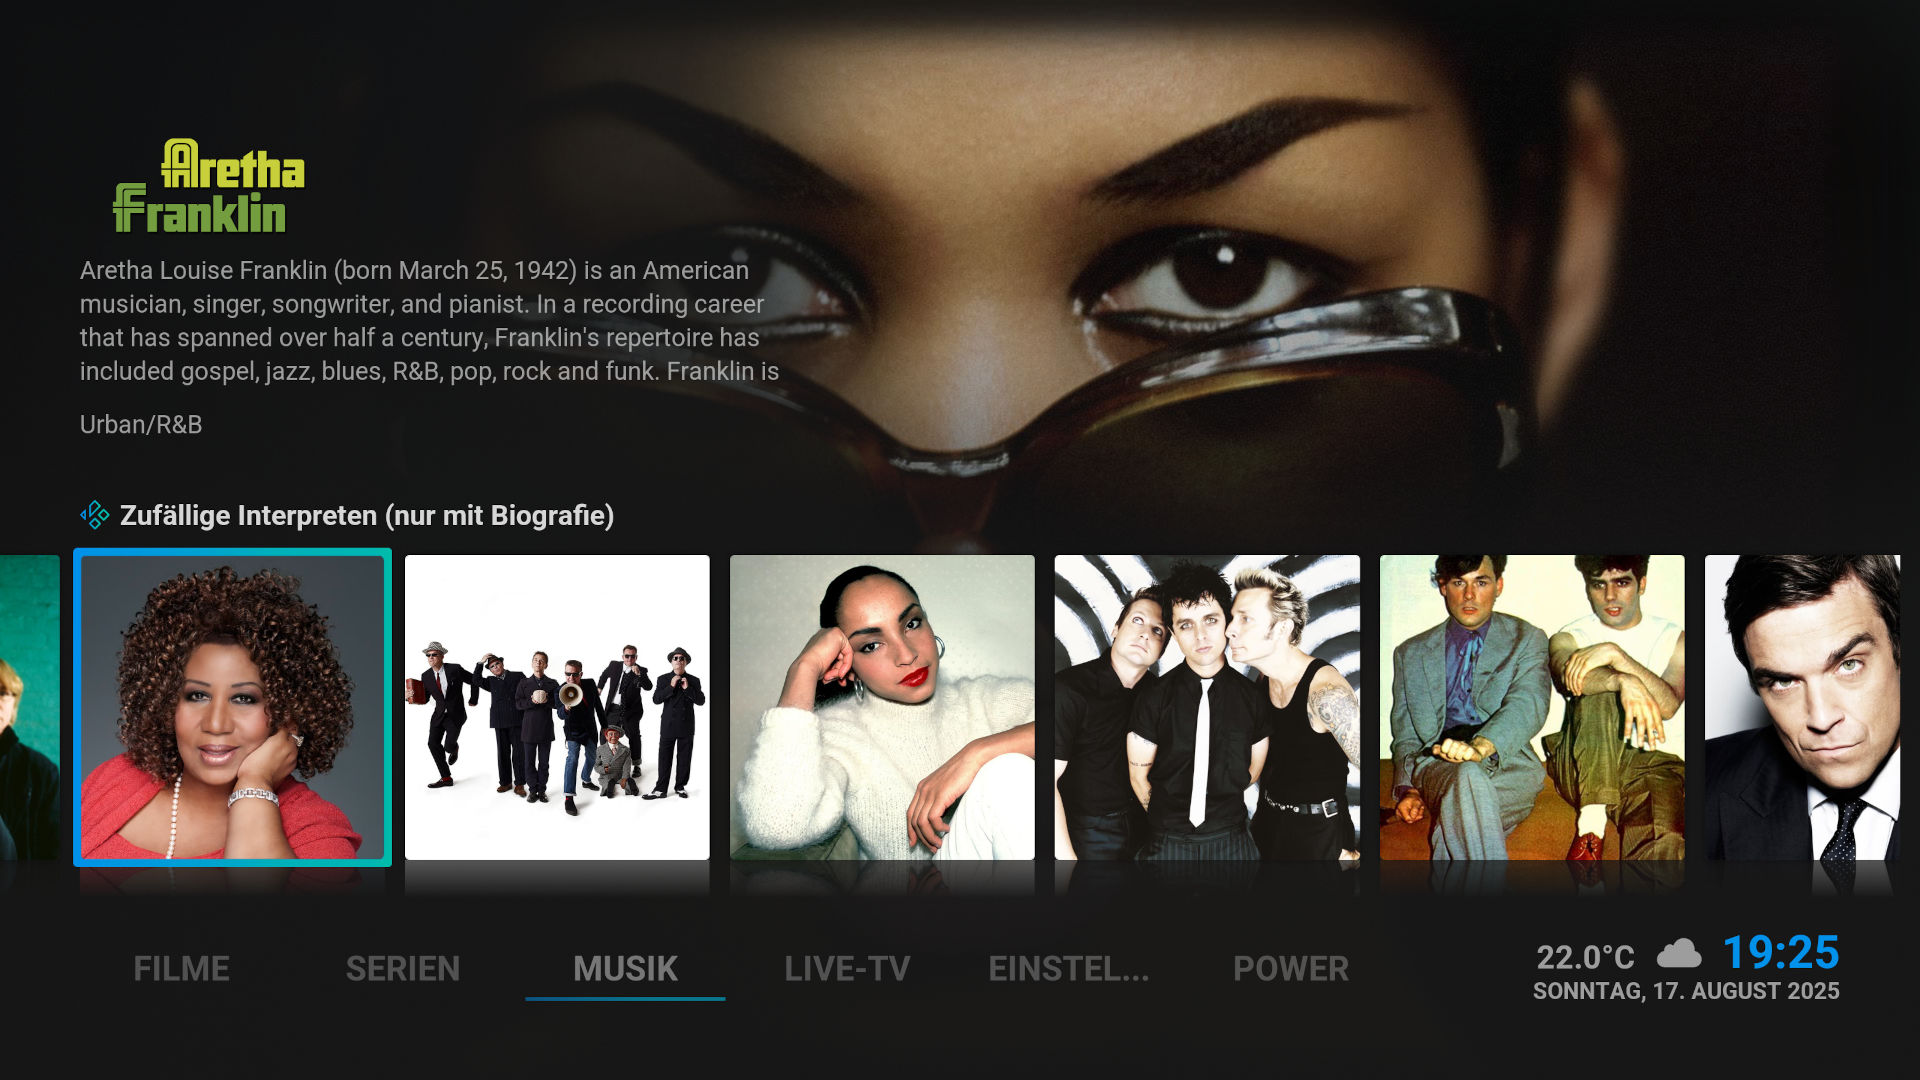 Aretha
Franklin
Aretha Louise Franklin (born March 25, 1942) is an American
musician, singer, songwriter, and pianist. In a recording career
that has spanned over half a century, Franklin's repertoire has
included gospel, jazz, blues, R&B, pop, rock and funk. Franklin is
Urban/R&B
Zufällige Interpreten (nur mit Biografie)
FILME
SERIEN
MUSIK
LIVE-TV
EINSTEL...
POWER
22.0°C
19:25
SONNTAG, 17. AUGUST 2025